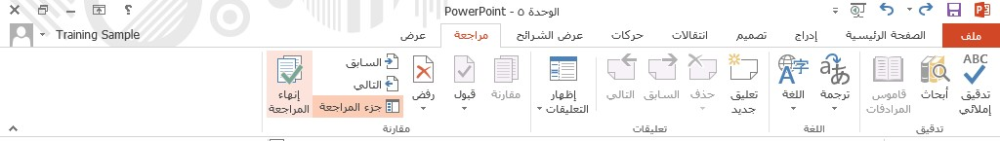 الوحدة ٥ - PowerPoint
Training Sample
ملف الصفحة الرئيسية إدراج تصميم انتقالات حركات عرض الشرائح مراجعة عرض
تدقيق إملائي
أبحاث
قاموس المرادفات
تدقيق
ترجمة
اللغة
اللغة
تعليق جديد
حذف
السابق
التالي
إظهار التعليقات
تعليقات
مقارنة
قبول
رفض
السابق
التالي
جزء المراجعة
إنهاء المراجعة
مقارنة